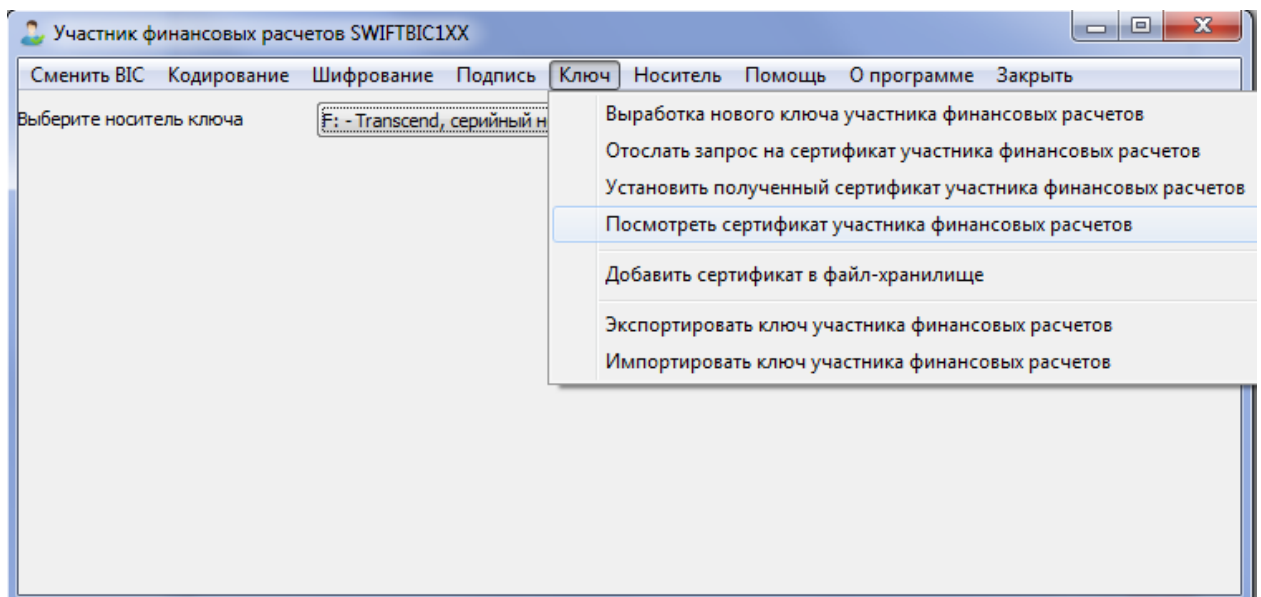 Участник финансовых расчетов SWIFTBIC1XX
Сменить BIC Кодирование Шифрование Подпись Ключ Носитель Помощь О программе Закрыть
Выберите носитель ключа F: - Transcend, серийный н
Выработка нового ключа участника финансовых расчетов
Отослать запрос на сертификат участника финансовых расчетов
Установить полученный сертификат участника финансовых расчетов
Посмотреть сертификат участника финансовых расчетов
Добавить сертификат в файл-хранилище
Экспортировать ключ участника финансовых расчетов
Импортировать ключ участника финансовых расчетов